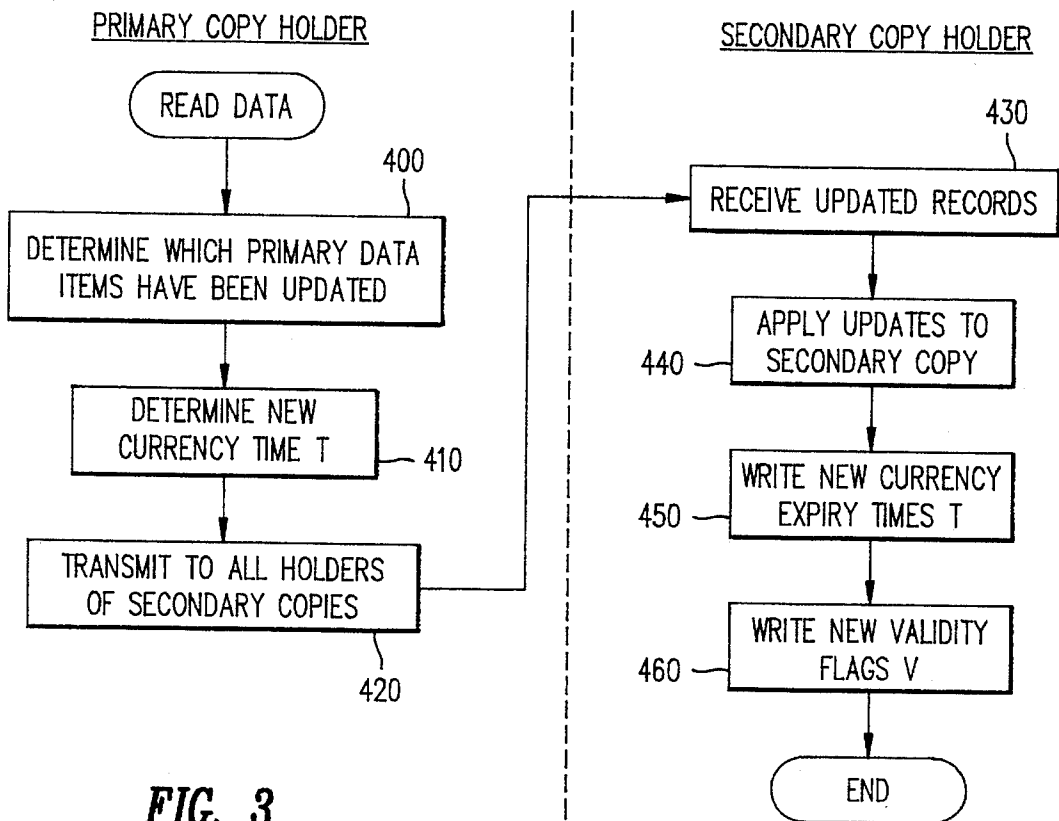 PRIMARY COPY HOLDER
READ DATA
400
DETERMINE WHICH PRIMARY DATA
ITEMS HAVE BEEN UPDATED
DETERMINE NEW
CURRENCY TIME T
410
TRANSMIT TO ALL HOLDERS
OF SECONDARY COPIES
420
SECONDARY COPY HOLDER
430
RECEIVE UPDATED RECORDS
APPLY UPDATES TO
SECONDARY COPY
440
WRITE NEW CURRENCY
EXPIRY TIMES T
450
WRITE NEW VALIDITY
FLAGS V
460
END
FIG. 3